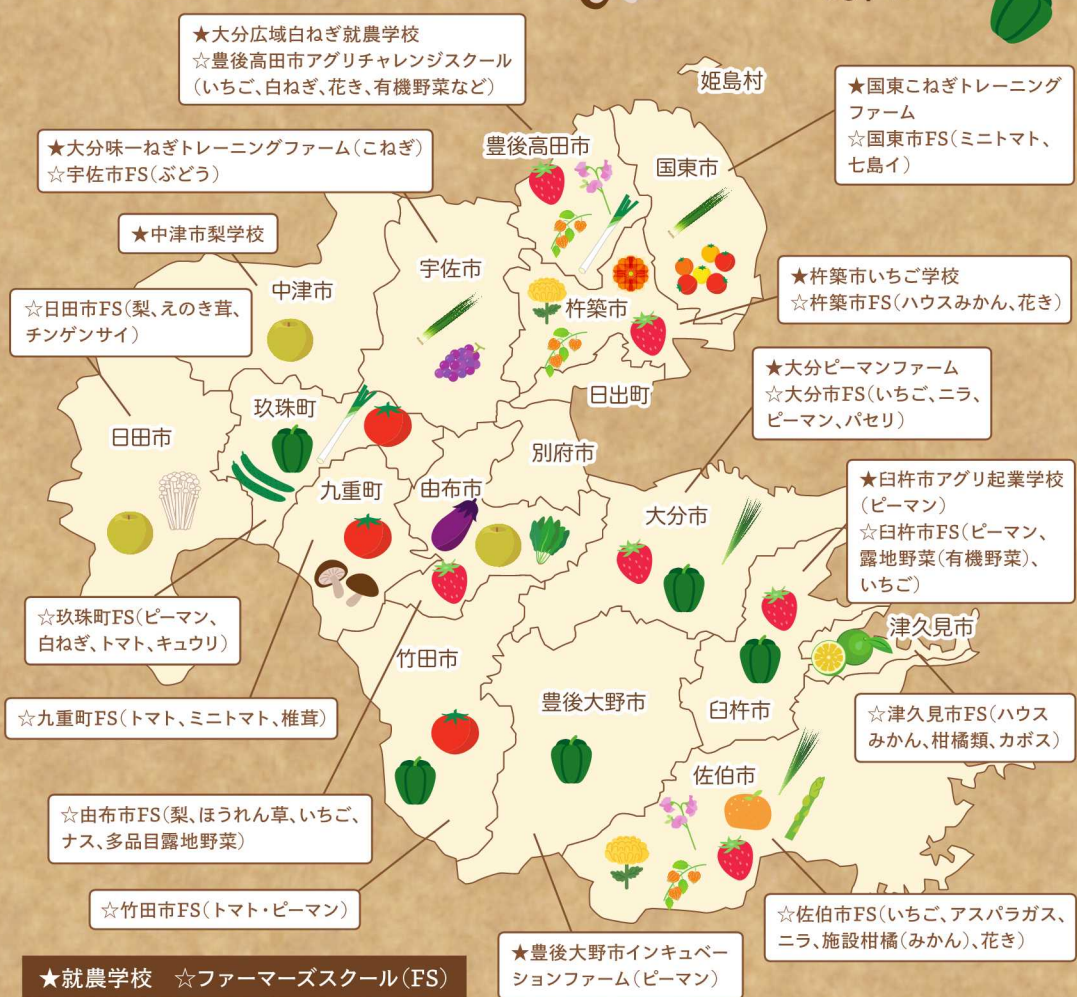 ★大分広域白ねぎ就農学校
☆豊後高田市アグリチャレンジスクール
(いちご、白ねぎ、花き、有機野菜など)
姫島村
★国東こねぎトレーニング
ファーム
☆国東市FS(ミニトマト、
七島イ)
★大分味一ねぎトレーニングファーム(こねぎ)
☆宇佐市FS(ぶどう)
豊後高田市
国東市
★中津市梨学校
宇佐市
中津市
★杵築市いちご学校
☆杵築市FS(ハウスみかん、花き)
☆日田市FS(梨、えのき茸、
チンゲンサイ)
杵築市
日出町
★大分ピーマンファーム
☆大分市FS(いちご、ニラ、
ピーマン、パセリ)
玖珠町
日田市
別府市
九重町
由布市
大分市
★臼杵市アグリ起業学校
(ピーマン)
☆臼杵市FS(ピーマン、
露地野菜(有機野菜)、
いちご)
☆玖珠町FS(ピーマン、
白ねぎ、トマト、キュウリ)
津久見市
竹田市
豊後大野市
臼杵市
☆九重町FS(トマト、ミニトマト、椎茸)
☆津久見市FS(ハウス
みかん、柑橘類、カボス)
佐伯市
☆由布市FS(梨、ほうれん草、いちご、
ナス、多品目露地野菜)
☆竹田市FS(トマト・ピーマン)
☆佐伯市FS(いちご、アスパラガス、
ニラ、施設柑橘(みかん)、花き)
★豊後大野市インキュベー
ションファーム(ピーマン)
★就農学校 ☆ファーマーズスクール(FS)